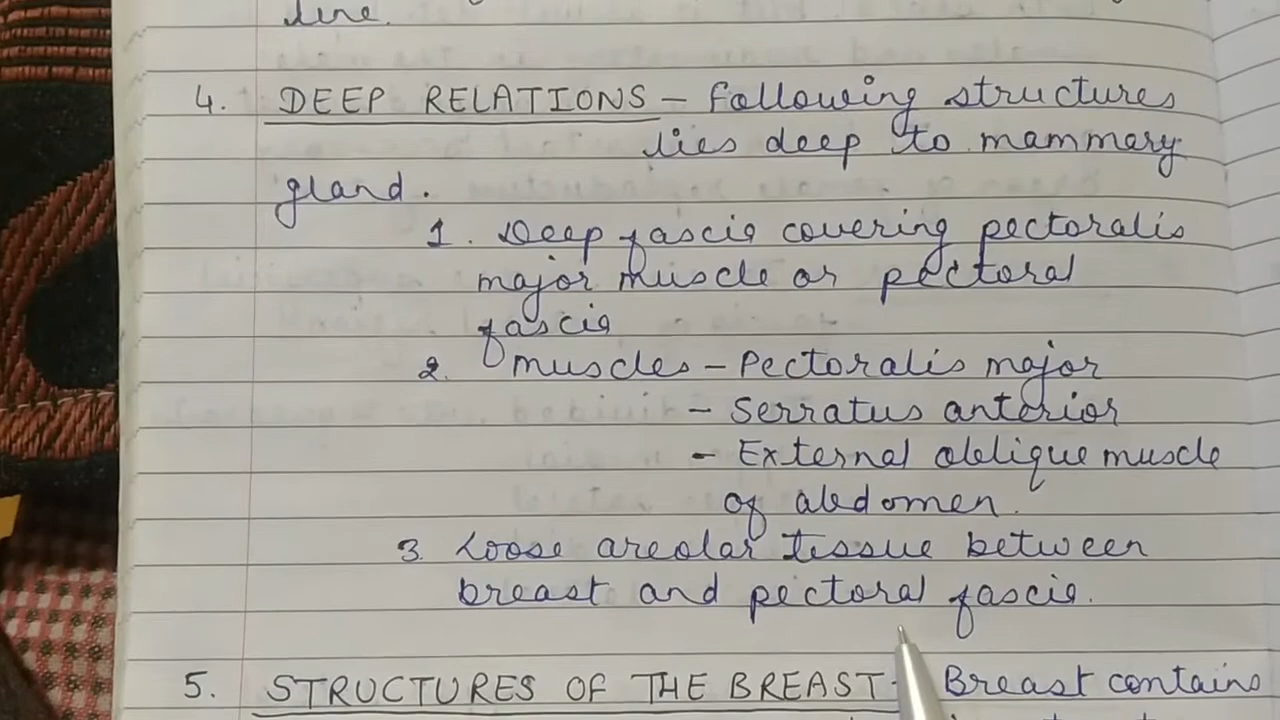 line.
4. DEEP RELATIONS - Following structures
lies deep to mammary
gland.
1. Deep fascia covering pectoralis
major muscle or pectoral
fascia
2. muscles - Pectoralis major
- Serratus anterior
- External oblique muscle
of abdomen.
3. Loose areolar tissue between
breast and pectoral fascia.
5. STRUCTURES OF THE BREAST - Breast contains